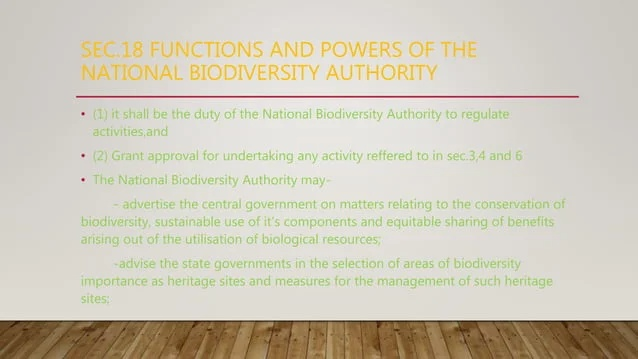 SEC.18 FUNCTIONS AND POWERS OF THE
NATIONAL BIODIVERSITY AUTHORITY
• (1) it shall be the duty of the National Biodiversity Authority to regulate
activities,and
• (2) Grant approval for undertaking any activity reffered to in sec.3,4 and 6
• The National Biodiversity Authority may-
- advertise the central government on matters relating to the conservation of
biodiversity, sustainable use of it's components and equitable sharing of benefits
arising out of the utilisation of biological resources;
-advise the state governments in the selection of areas of biodiversity
importance as heritage sites and measures for the management of such heritage
sites;